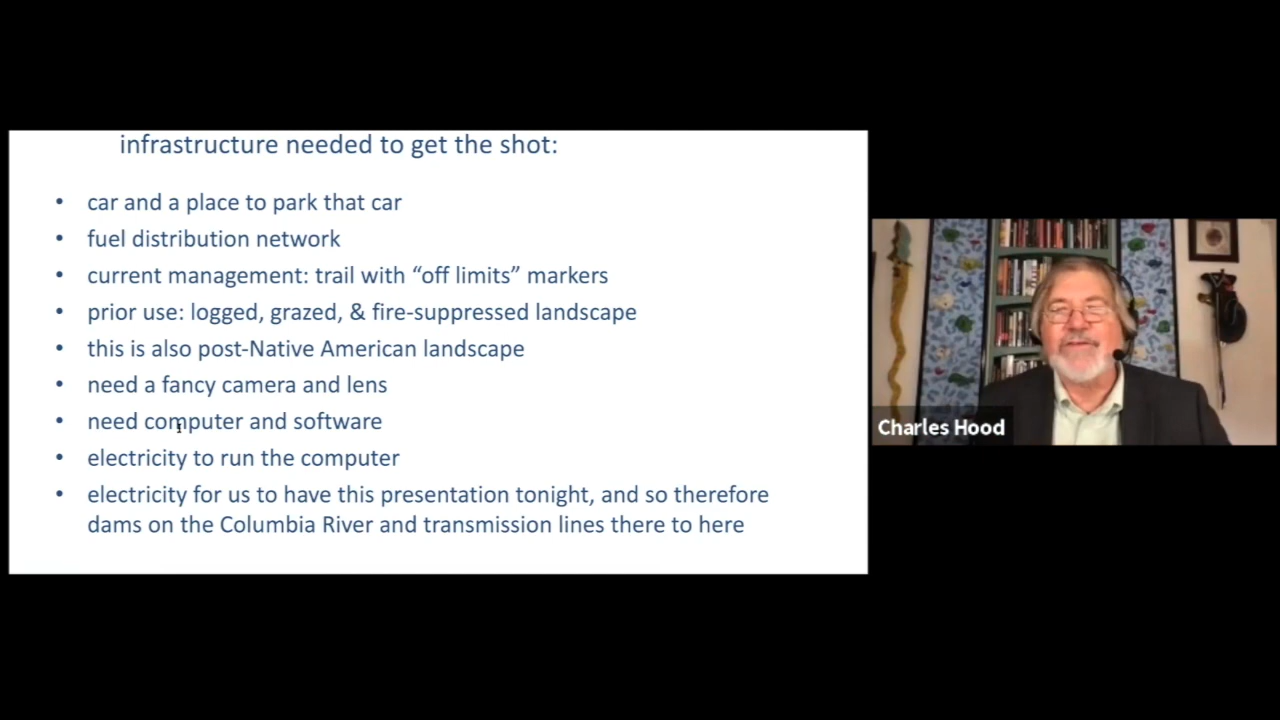 infrastructure needed to get the shot:
• car and a place to park that car
• fuel distribution network
• current management: trail with “off limits” markers
• prior use: logged, grazed, & fire-suppressed landscape
• this is also post-Native American landscape
• need a fancy camera and lens
• need computer and software
• electricity to run the computer
• electricity for us to have this presentation tonight, and so therefore
dams on the Columbia River and transmission lines there to here
Charles Hood